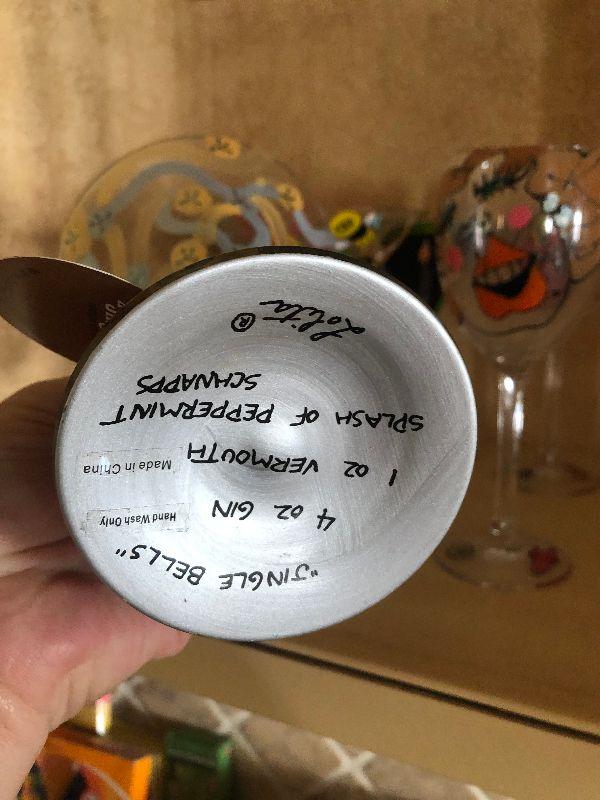 "JINGLE BELLS"
4 OZ GIN
Hand Wash Only
1 OZ VERMOUTH
Made in China
SPLASH OF PEPPERMINT
SCHNAPPS
Lolita®